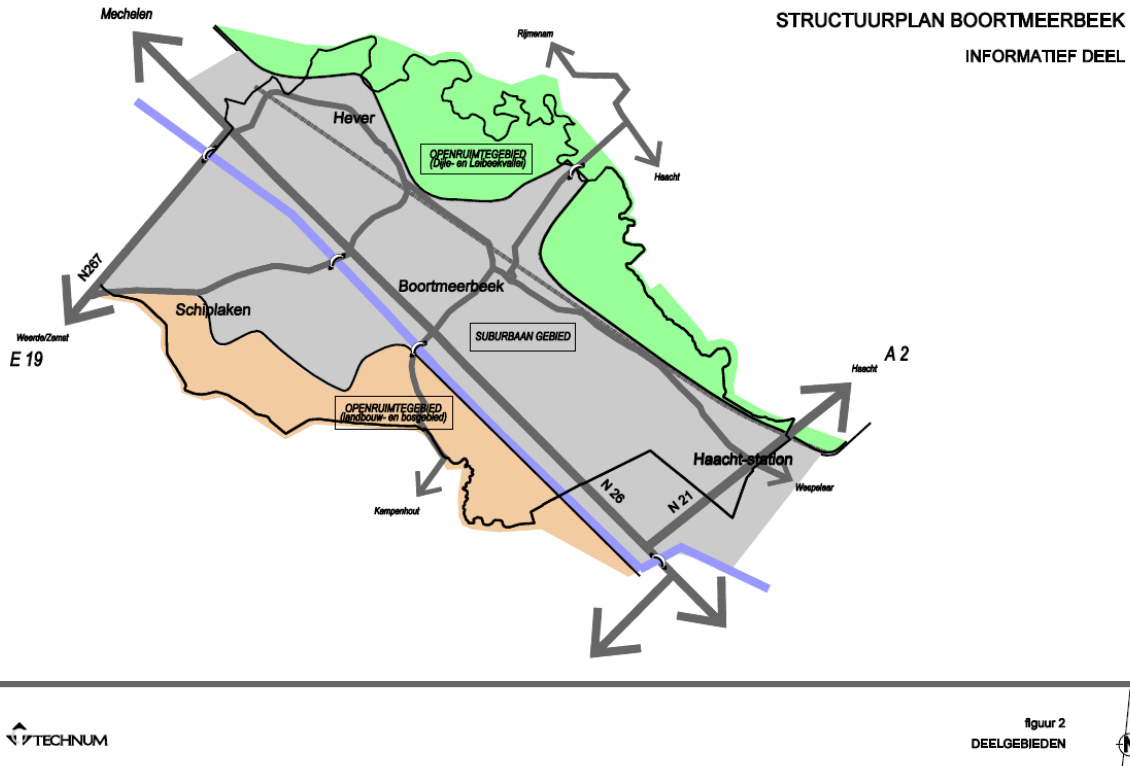 Mechelen
STRUCTUURPLAN BOORTMEERBEEK
Rijmenam
INFORMATIEF DEEL
Hever
OPENRUIMTEGEBIED
(Dijle- en Leibeekvallei)
Haacht
N267
Boortmeerbeek
Schiplaken
Weerde/Zemst
SUBURBAAN GEBIED
E 19
A 2
Haacht
OPENRUIMTEGEBIED
(landbouw- en bosgebied)
Haacht-station
Wespelaar
N 26
N 21
Kampenhout
TECHNUM
figuur 2
DEELGEBIEDEN
N